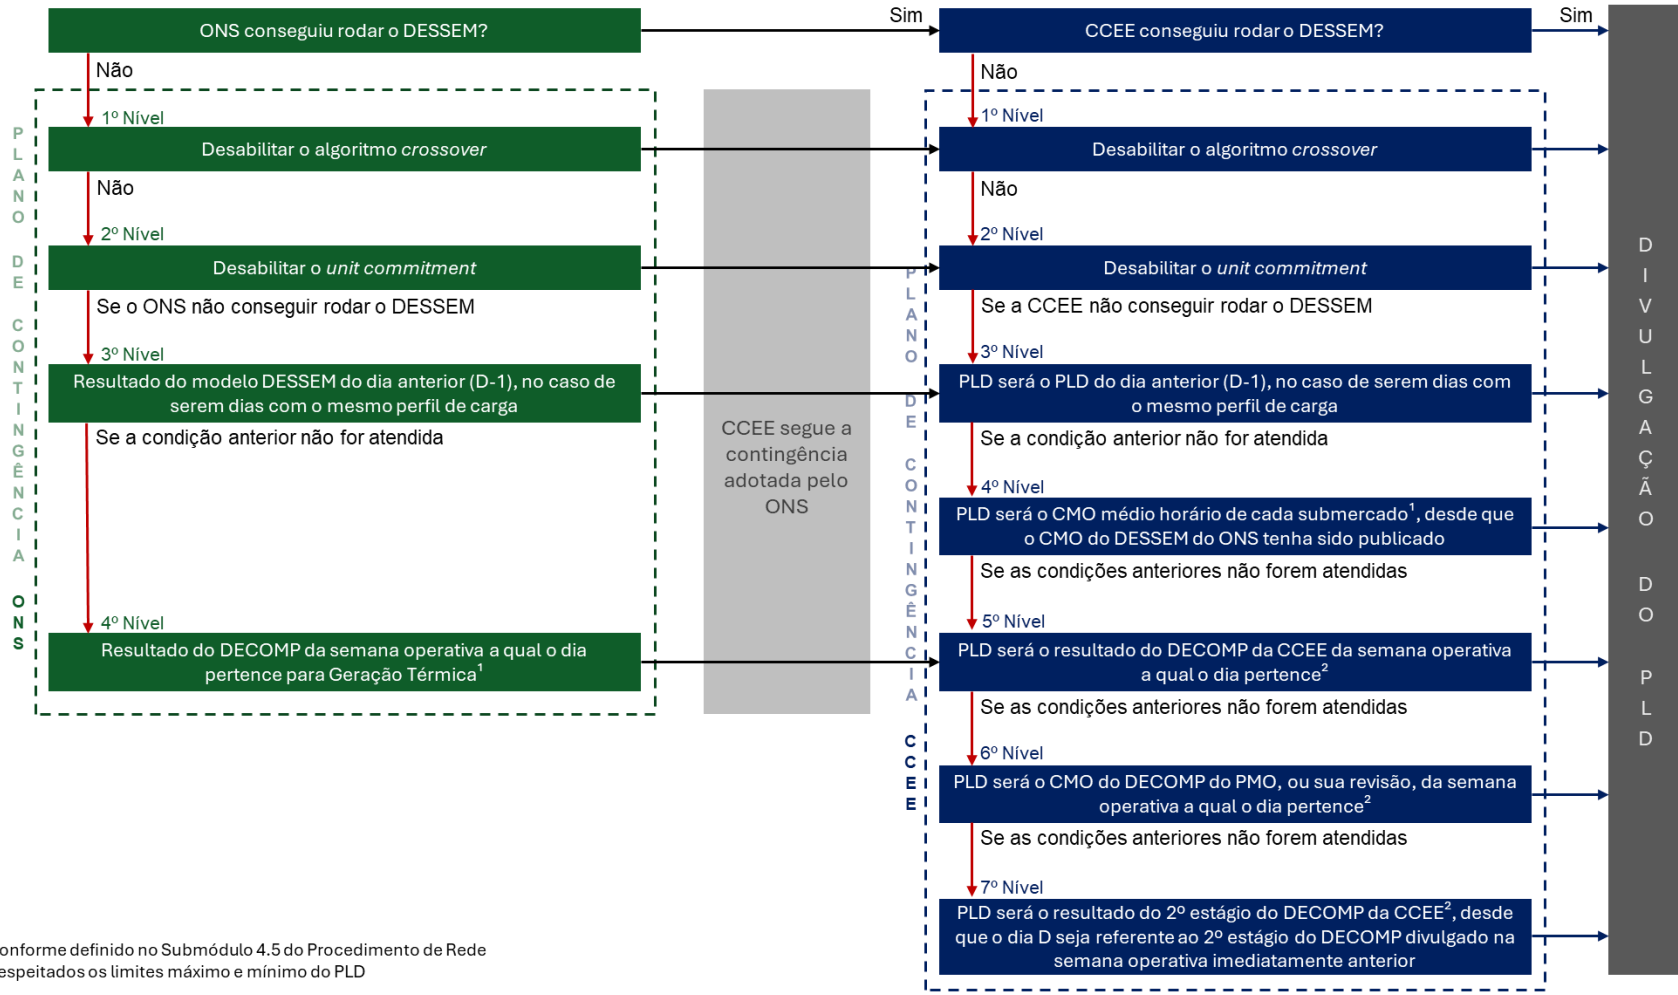 ONS conseguiu rodar o DESSEM?
Sim
CCEE conseguiu rodar o DESSEM?
Sim
Não
Não
PLANO DE CONTINGÊNCIA ONS
1º Nível
Desabilitar o algoritmo crossover
Não
2º Nível
Desabilitar o unit commitment
Se o ONS não conseguir rodar o DESSEM
3º Nível
Resultado do modelo DESSEM do dia anterior (D-1), no caso de
serem dias com o mesmo perfil de carga
Se a condição anterior não for atendida
4º Nível
Resultado do DECOMP da semana operativa a qual o dia
pertence para Geração Térmica¹
CCEE segue a
contingência
adotada pelo
ONS
PLANO DE CONTINGÊNCIA CCEE
1º Nível
Desabilitar o algoritmo crossover
Não
2º Nível
Desabilitar o unit commitment
Se a CCEE não conseguir rodar o DESSEM
3º Nível
PLD será o PLD do dia anterior (D-1), no caso de serem dias com
o mesmo perfil de carga
Se a condição anterior não for atendida
4º Nível
PLD será o CMO médio horário de cada submercado¹, desde que
o CMO do DESSEM do ONS tenha sido publicado
Se as condições anteriores não forem atendidas
5º Nível
PLD será o resultado do DECOMP da CCEE da semana operativa
a qual o dia pertence²
Se as condições anteriores não forem atendidas
6º Nível
PLD será o CMO do DECOMP do PMO, ou sua revisão, da semana
operativa a qual o dia pertence²
Se as condições anteriores não forem atendidas
7º Nível
PLD será o resultado do 2º estágio do DECOMP da CCEE², desde
que o dia D seja referente ao 2º estágio do DECOMP divulgado na
semana operativa imediatamente anterior
DIVULGAÇÃO DO PLD
onforme definido no Submódulo 4.5 do Procedimento de Rede
espeitados os limites máximo e mínimo do PLD